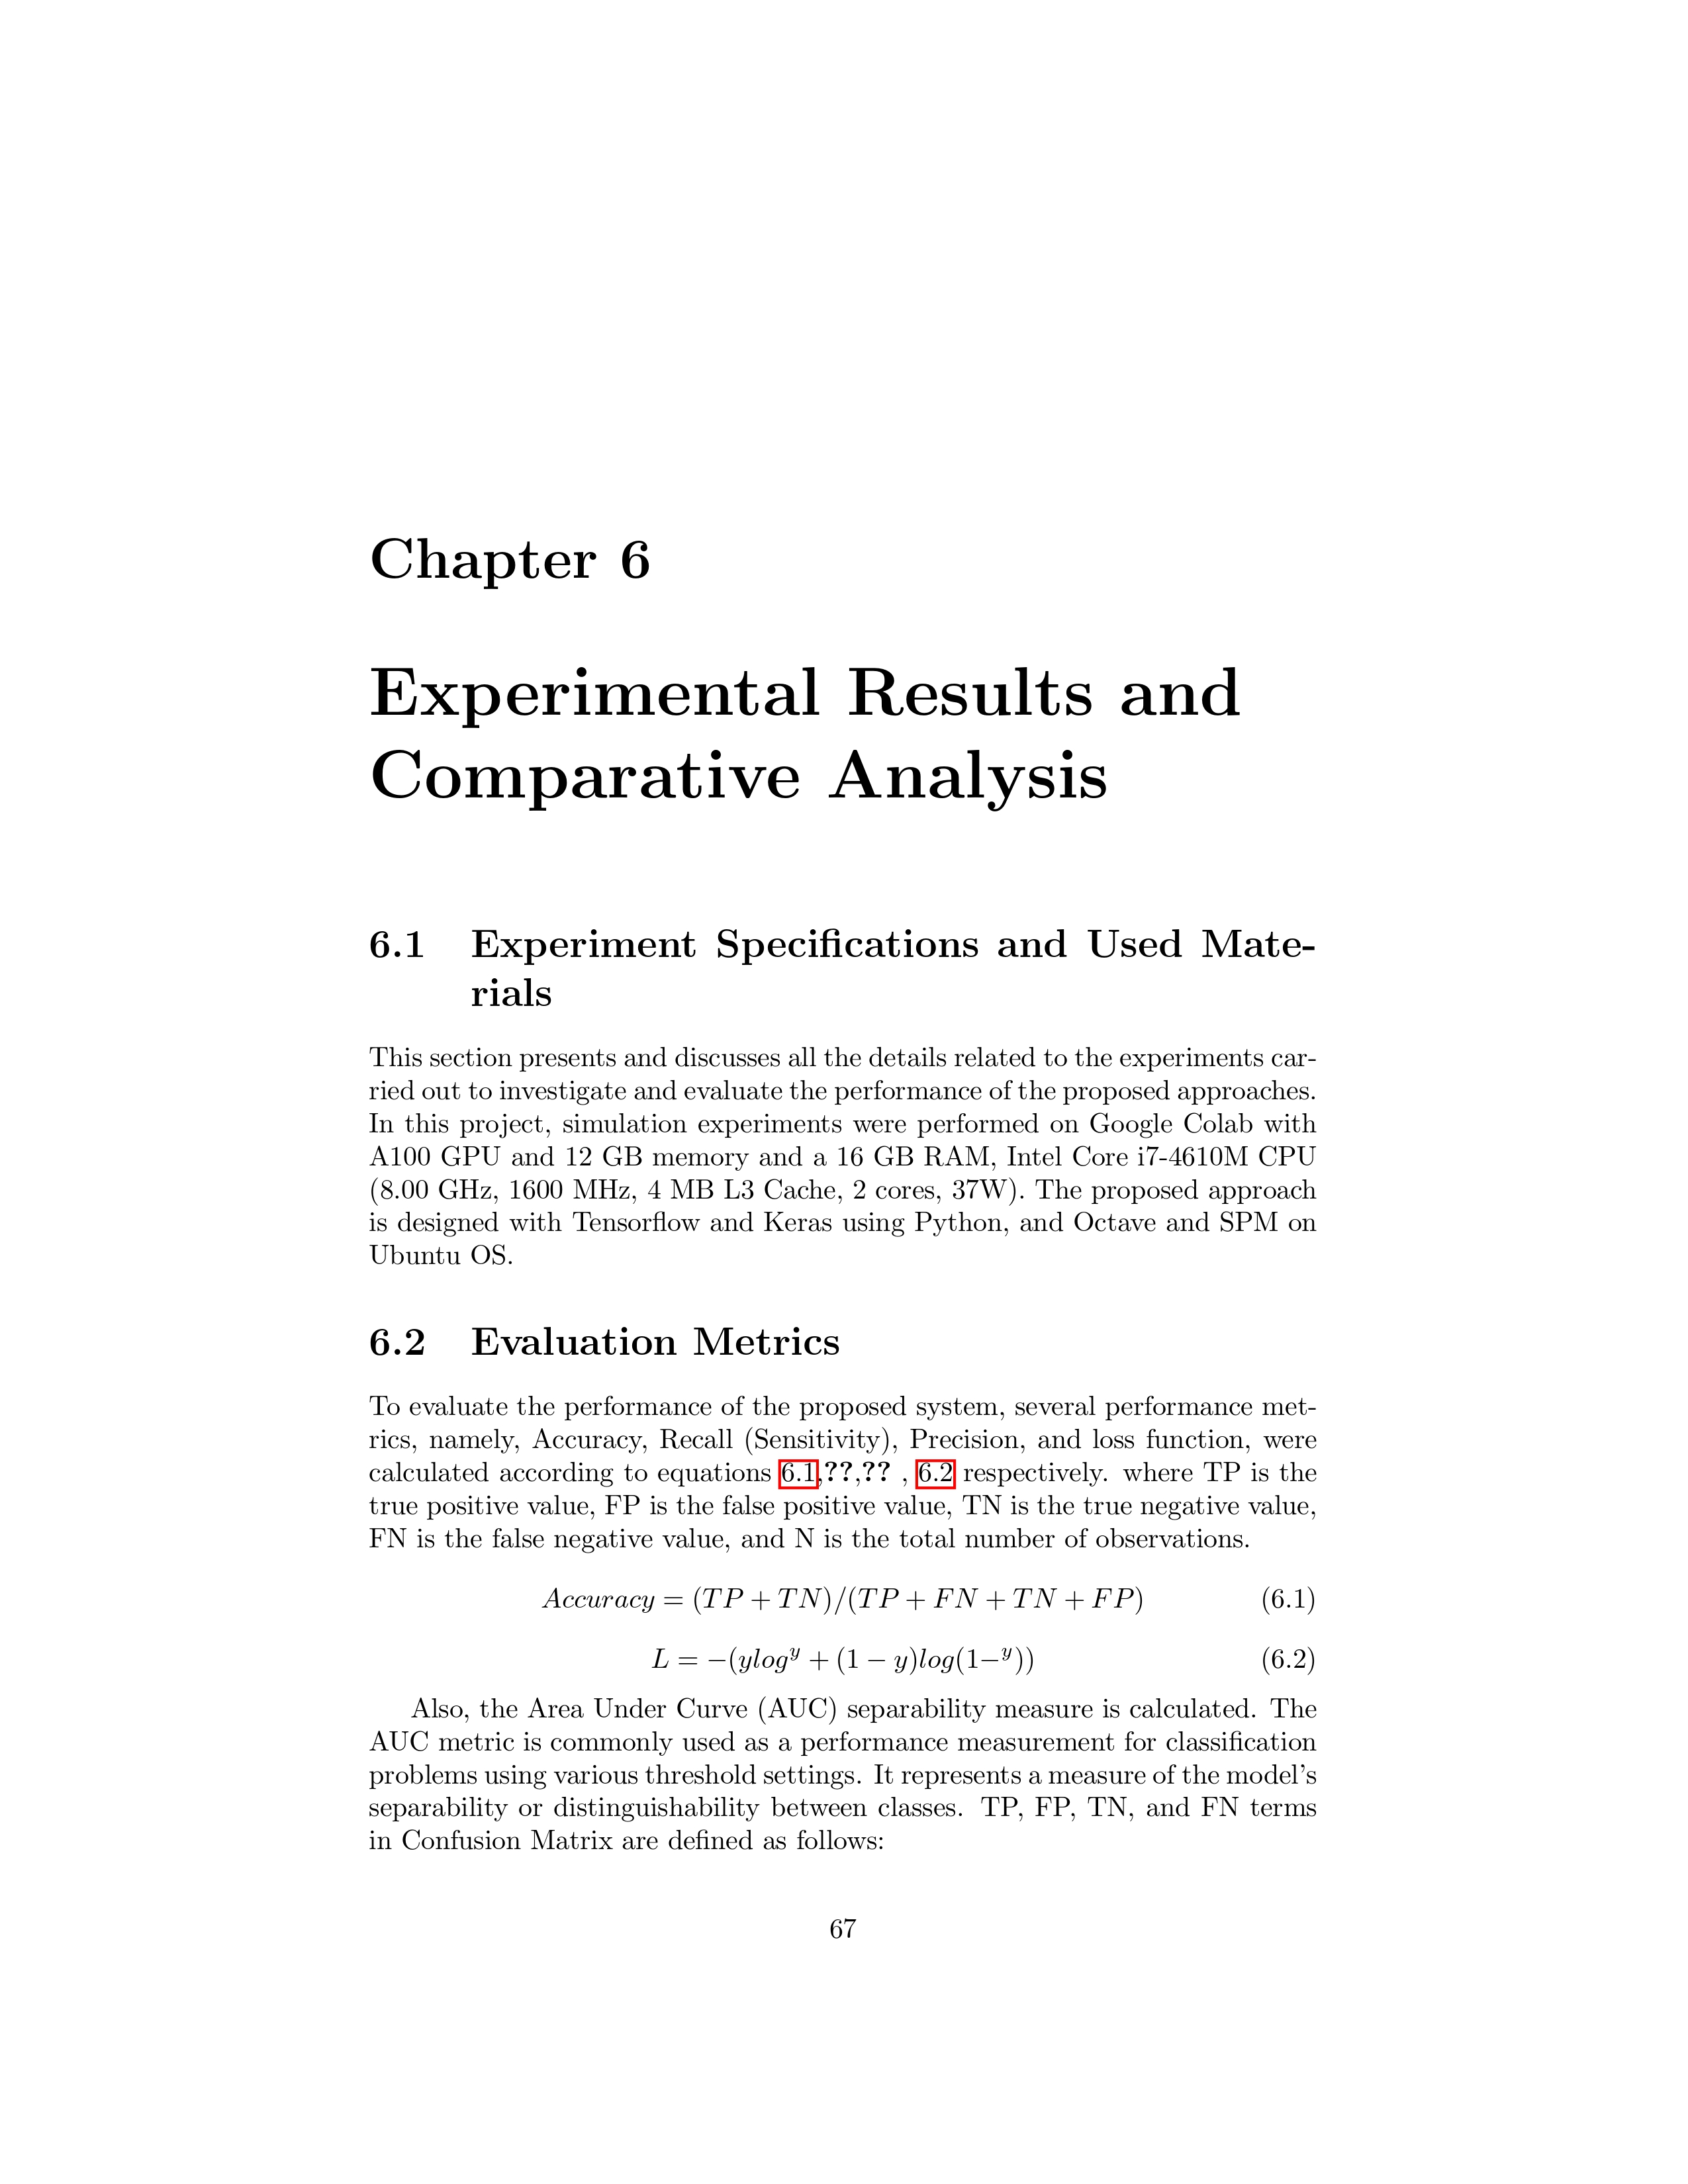 Chapter 6
Experimental Results and
Comparative Analysis
6.1 Experiment Specifications and Used Mate-
rials
This section presents and discusses all the details related to the experiments car-
ried out to investigate and evaluate the performance of the proposed approaches.
In this project, simulation experiments were performed on Google Colab with
A100 GPU and 12 GB memory and a 16 GB RAM, Intel Core i7-4610M CPU
(8.00 GHz, 1600 MHz, 4 MB L3 Cache, 2 cores, 37W). The proposed approach
is designed with Tensorflow and Keras using Python, and Octave and SPM on
Ubuntu OS.
6.2 Evaluation Metrics
To evaluate the performance of the proposed system, several performance met-
rics, namely, Accuracy, Recall (Sensitivity), Precision, and loss function, were
calculated according to equations 6.1,??,?? , 6.2 respectively. where TP is the
true positive value, FP is the false positive value, TN is the true negative value,
FN is the false negative value, and N is the total number of observations.
Accuracy = (TP + TN)/(TP + FN + TN + FP) (6.1)
L = −(ylog^y + (1 − y)log(1−^y)) (6.2)
Also, the Area Under Curve (AUC) separability measure is calculated. The
AUC metric is commonly used as a performance measurement for classification
problems using various threshold settings. It represents a measure of the model's
separability or distinguishability between classes. TP, FP, TN, and FN terms
in Confusion Matrix are defined as follows:
67